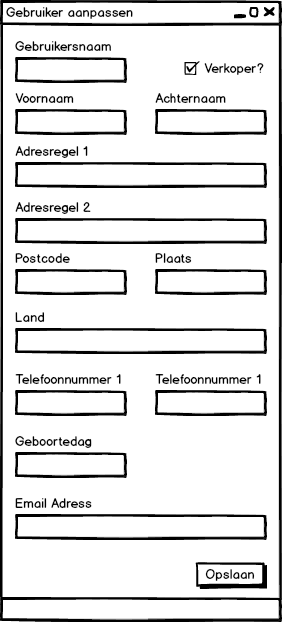 Gebruiker aanpassen
Gebruikersnaam
Verkoper?
Voornaam Achternaam
Adresregel 1
Adresregel 2
Postcode Plaats
Land
Telefoonnummer 1 Telefoonnummer 1
Geboortedag
Email Adress
Opslaan